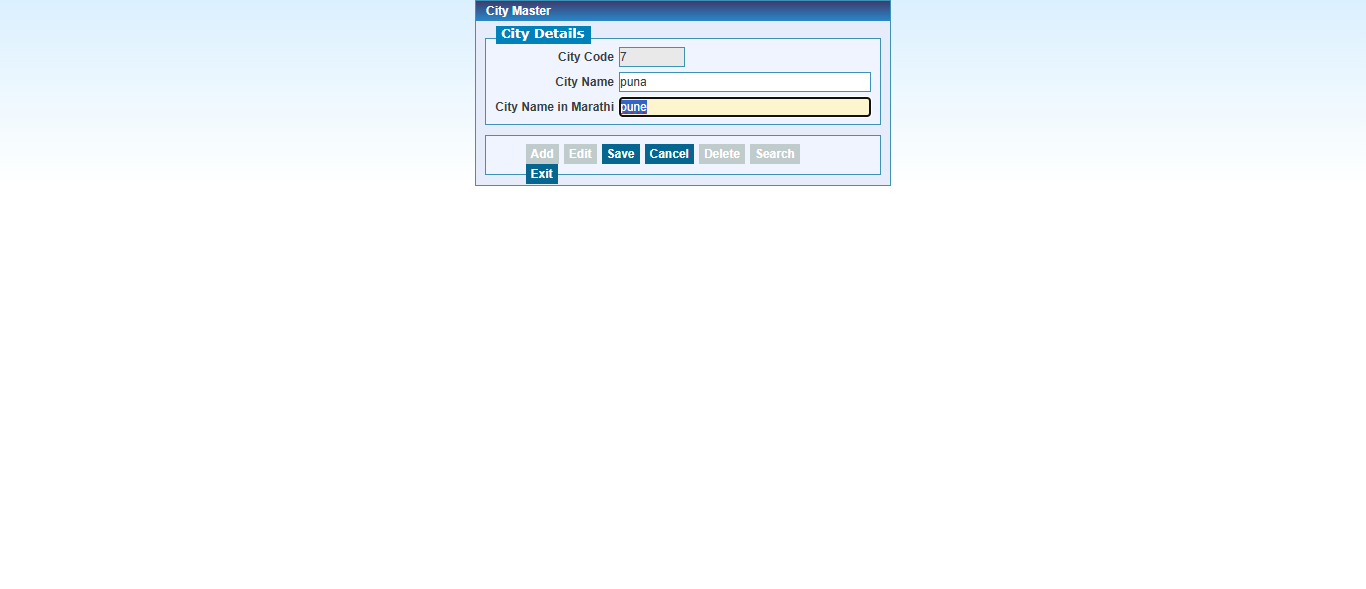 City Master
City Details
City Code 7
City Name puna
City Name in Marathi pune
Add Edit Save Cancel Delete Search
Exit